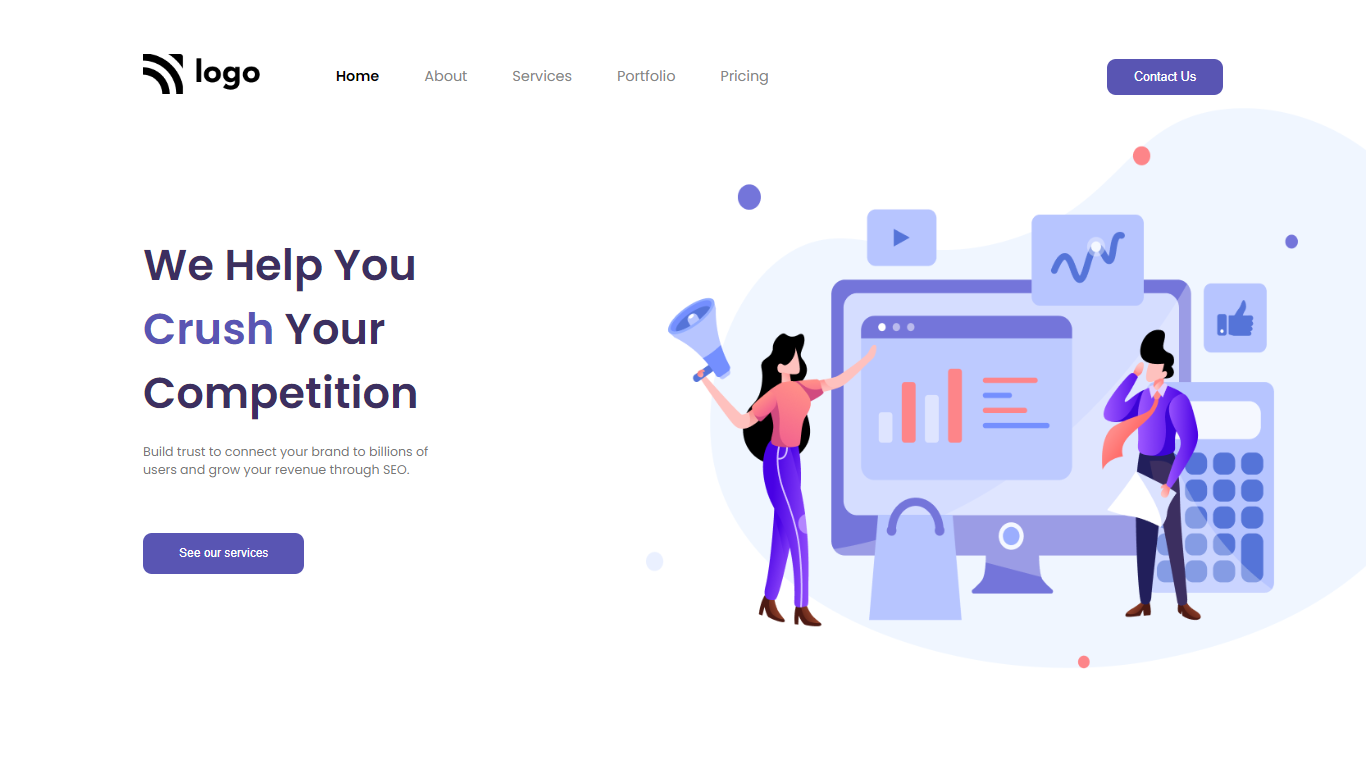 logo
Home About Services Portfolio Pricing
Contact Us
We Help You
Crush Your
Competition
Build trust to connect your brand to billions of
users and grow your revenue through SEO.
See our services